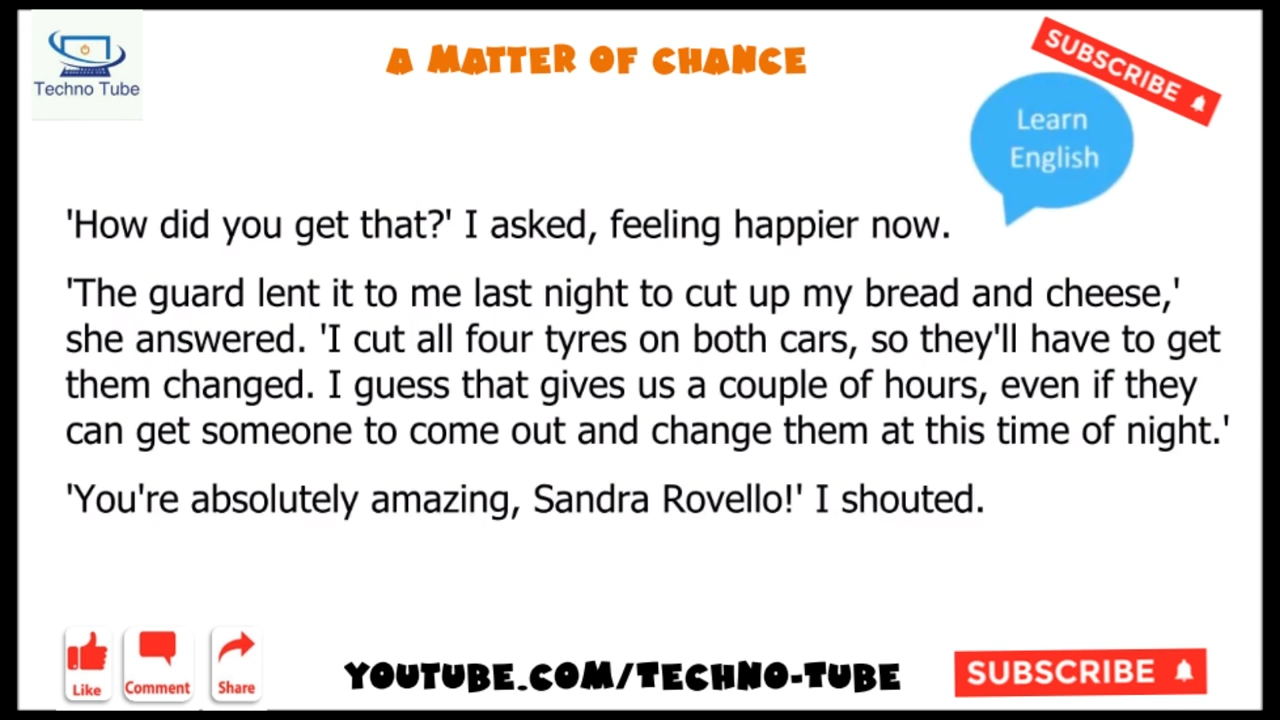 Techno Tube
A MATTER OF CHANCE
SUBSCRIBE
Learn
English
'How did you get that?' I asked, feeling happier now.
'The guard lent it to me last night to cut up my bread and cheese,'
she answered. 'I cut all four tyres on both cars, so they'll have to get
them changed. I guess that gives us a couple of hours, even if they
can get someone to come out and change them at this time of night.'
'You're absolutely amazing, Sandra Rovello!' I shouted.
Like
Comment
Share
YOUTUBE.COM/TECHNO-TUBE
SUBSCRIBE